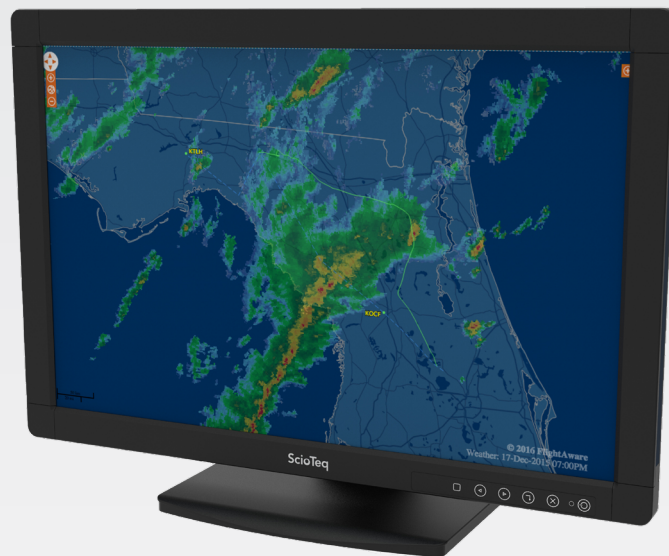 KTLH
KOCF
© 2016 FlightAware
Weather: 17-Dec-2015 07:00PM
ScioTeq